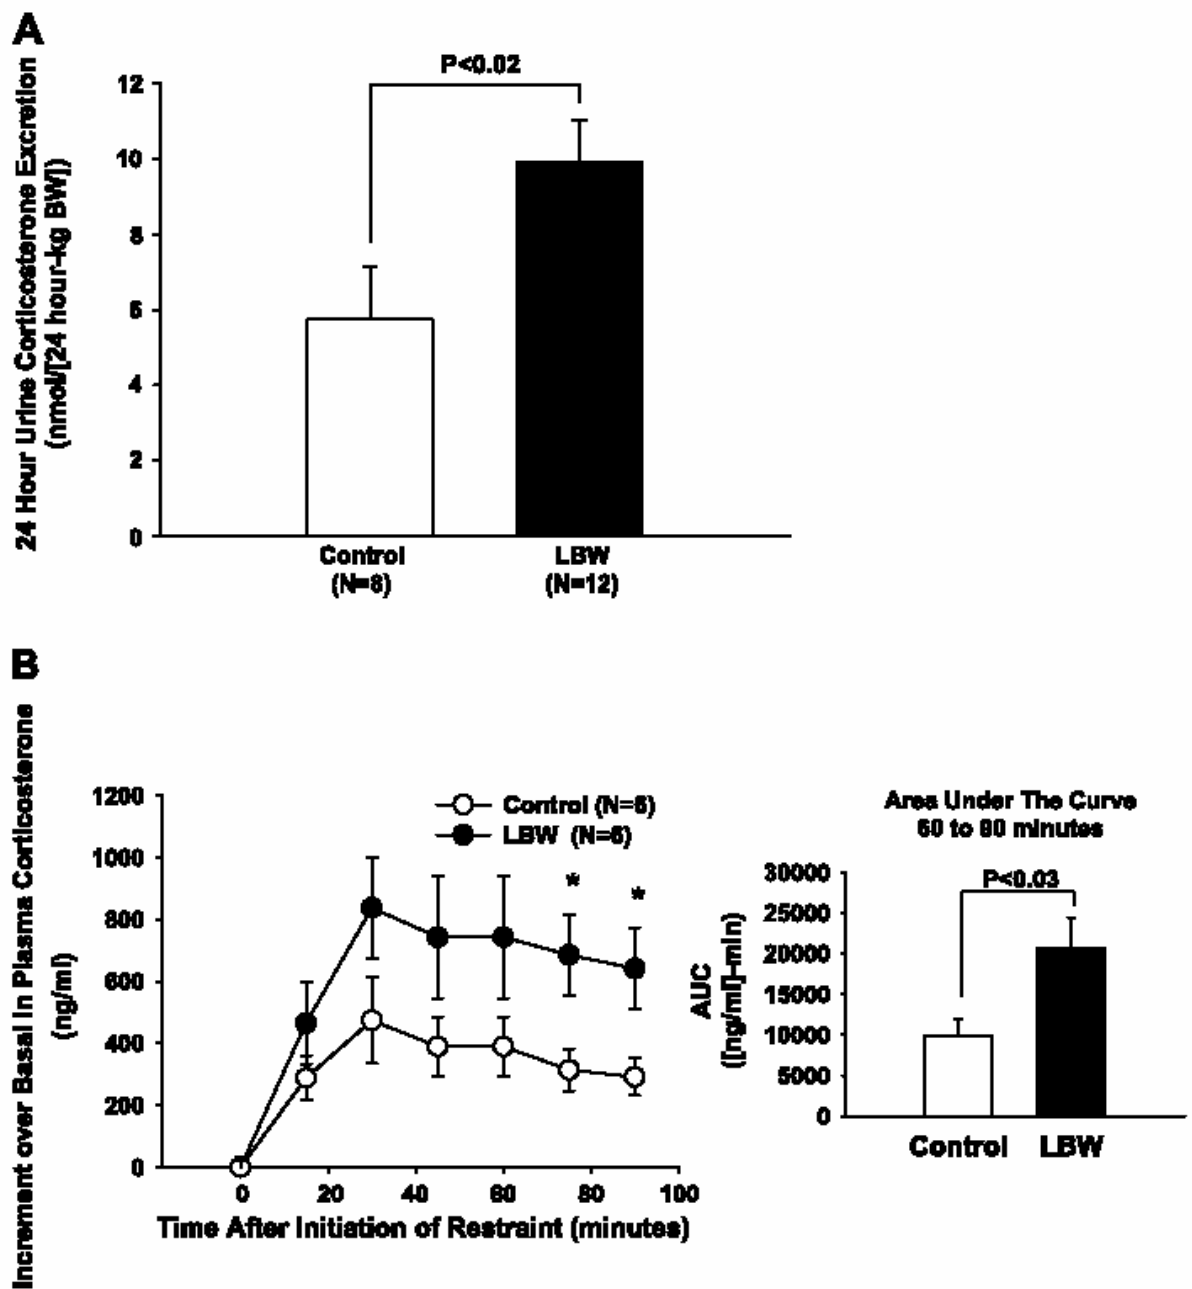 A
24 Hour Urine Corticosterone Excretion
(nmol/[24 hour-kg BW])
P<0.02
12
10
8
6
4
2
0
Control
(N=8)
LBW
(N=12)
B
Increment over Basal in Plasma Corticosterone
(ng/ml)
1200
1000
800
600
400
200
0
Control (N=6)
LBW (N=6)
*
*
0
20
40
60
80
100
Time After Initiation of Restraint (minutes)
Area Under The Curve
60 to 90 minutes
AUC
([ng/ml]-min)
P<0.03
30000
25000
20000
15000
10000
5000
0
Control
LBW